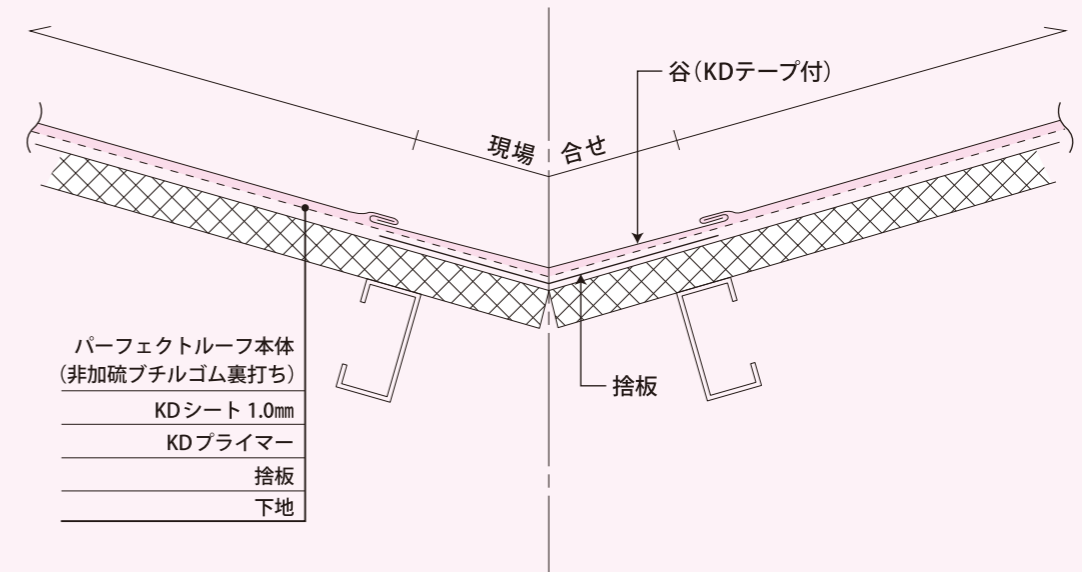 谷(KDテープ付)
現場 合せ
パーフェクトルーフ本体
(非加硫ブチルゴム裏打ち)
KDシート 1.0㎜
KDプライマー
捨板
下地
捨板